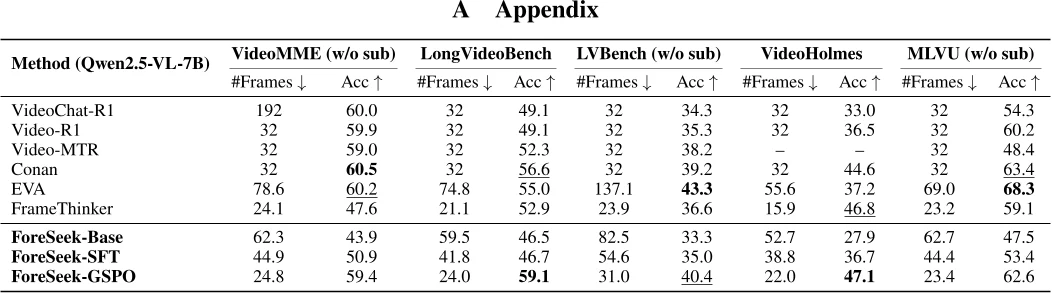 A Appendix
Method (Qwen2.5-VL-7B) VideoMME (w/o sub) LongVideoBench LVBench (w/o sub) VideoHolmes MLVU (w/o sub)
#Frames ↓ Acc ↑ #Frames ↓ Acc ↑ #Frames ↓ Acc ↑ #Frames ↓ Acc ↑ #Frames ↓ Acc ↑
VideoChat-R1 192 60.0 32 49.1 32 34.3 32 33.0 32 54.3
Video-R1 32 59.9 32 49.1 32 35.3 32 36.5 32 60.2
Video-MTR 32 59.0 32 52.3 32 38.2 – – 32 48.4
Conan 32 60.5 32 56.6 32 39.2 32 44.6 32 63.4
EVA 78.6 60.2 74.8 55.0 137.1 43.3 55.6 37.2 69.0 68.3
FrameThinker 24.1 47.6 21.1 52.9 23.9 36.6 15.9 46.8 23.2 59.1
ForeSeek-Base 62.3 43.9 59.5 46.5 82.5 33.3 52.7 27.9 62.7 47.5
ForeSeek-SFT 44.9 50.9 41.8 46.7 54.6 35.0 38.8 36.7 44.4 53.4
ForeSeek-GSPO 24.8 59.4 24.0 59.1 31.0 40.4 22.0 47.1 23.4 62.6